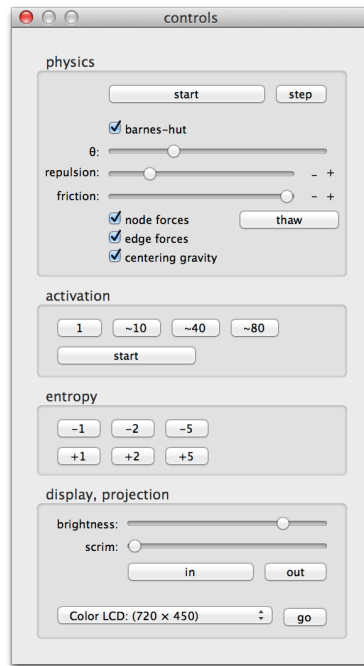 controls
physics
start step
barnes-hut
θ:
repulsion: - +
friction: - +
node forces thaw
edge forces
centering gravity
activation
1 ~10 ~40 ~80
start
entropy
-1 -2 -5
+1 +2 +5
display, projection
brightness:
scrim:
in out
Color LCD: (720 × 450) go